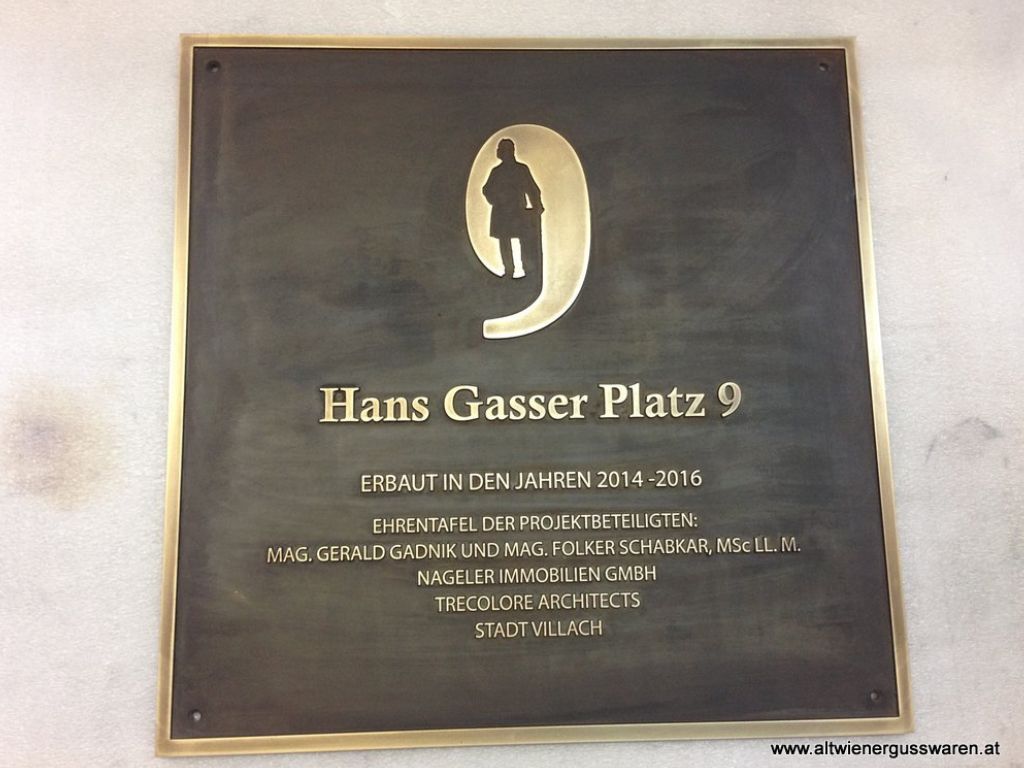 9
Hans Gasser Platz 9
ERBAUT IN DEN JAHREN 2014 -2016
EHRENTAFEL DER PROJEKTBETEILIGTEN:
MAG. GERALD GADNIK UND MAG. FOLKER SCHABKAR, MSc LL. M.
NAGELER IMMOBILIEN GMBH
TRECOLORE ARCHITECTS
STADT VILLACH
www.altwienergusswaren.at